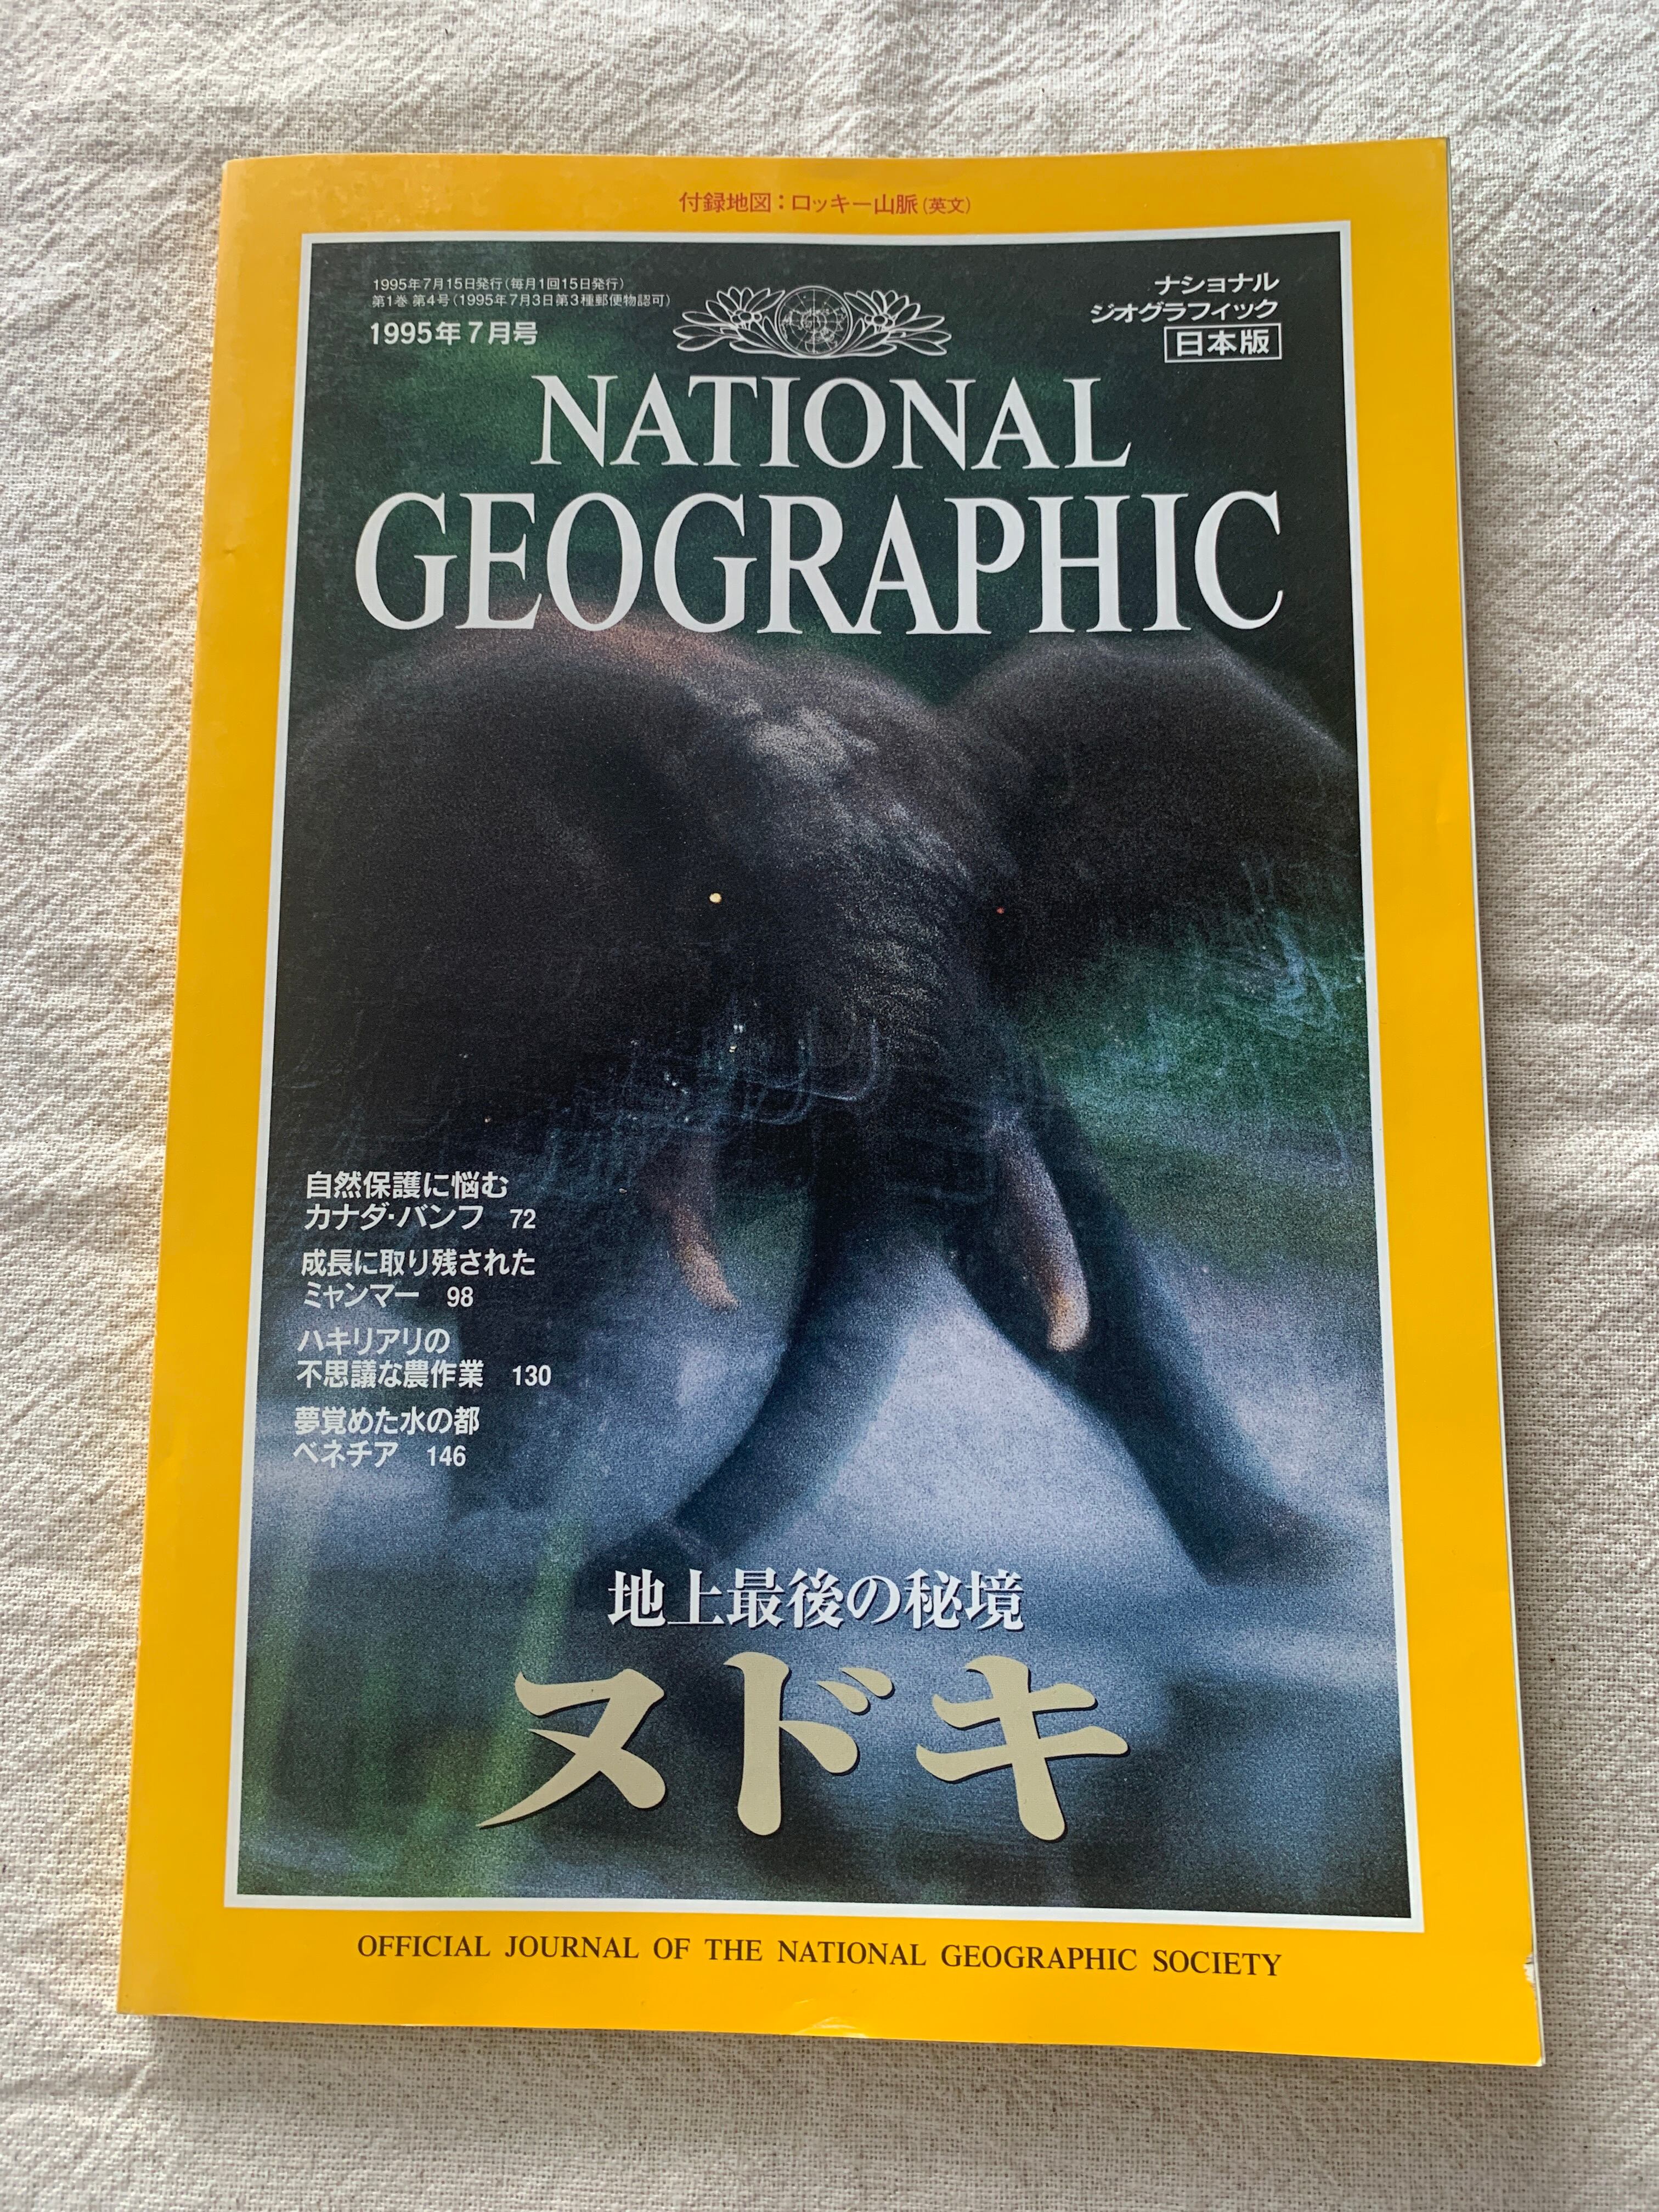 付録地図：ロッキー山脈（英文）
1995年7月15日発行（毎月1回15日発行）
第1巻 第4号（1995年7月3日第3種郵便物認可）
1995年7月号
ナショナル
ジオグラフィック
日本版
NATIONAL
GEOGRAPHIC
自然保護に悩む
カナダ・バンフ 72
成長に取り残された
ミャンマー 98
ハキリアリの
不思議な農作業 130
夢覚めた水の都
ベネチア 146
地上最後の秘境
ヌドキ
OFFICIAL JOURNAL OF THE NATIONAL GEOGRAPHIC SOCIETY